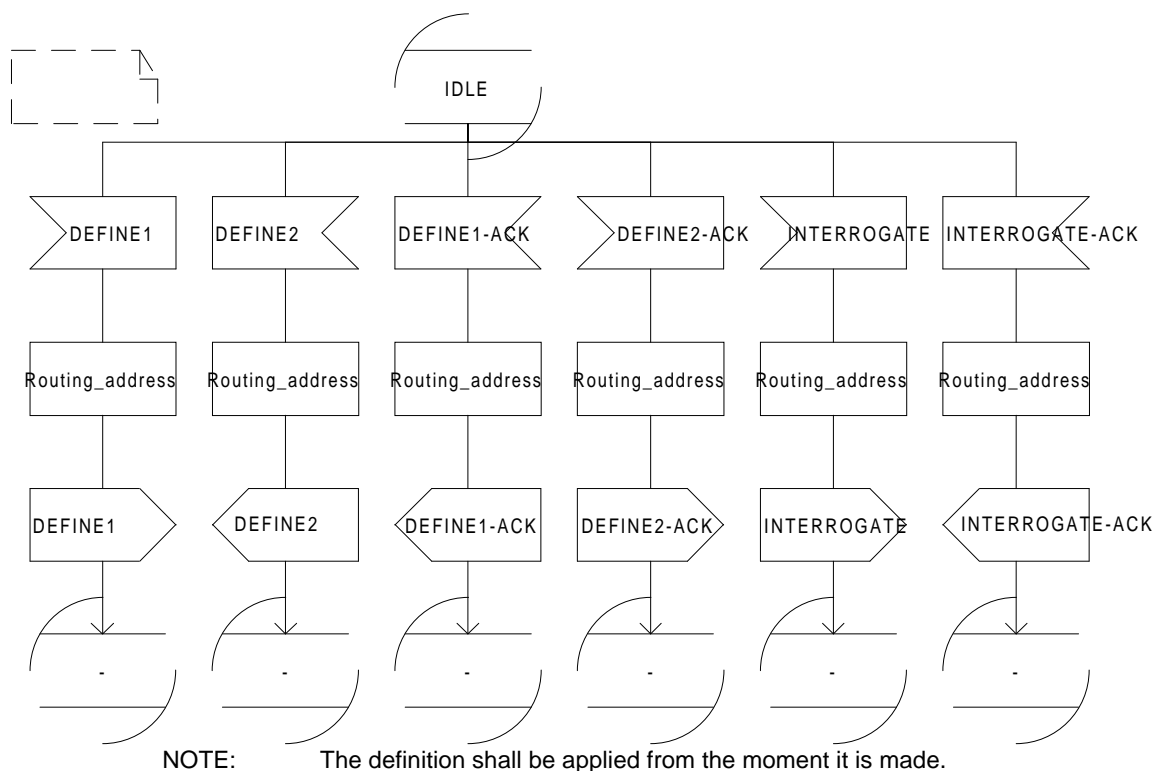 IDLE
DEFINE1 DEFINE2 DEFINE1-ACK DEFINE2-ACK INTERROGATE INTERROGATE-ACK
Routing_address Routing_address Routing_address Routing_address Routing_address Routing_address
DEFINE1 DEFINE2 DEFINE1-ACK DEFINE2-ACK INTERROGATE INTERROGATE-ACK
- - - - - -
NOTE: The definition shall be applied from the moment it is made.